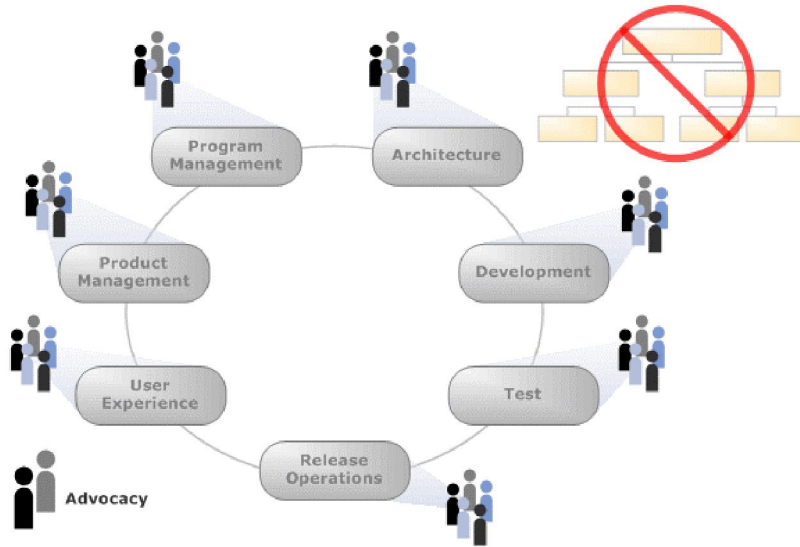 Program
Management
Architecture
Product
Management
Development
User
Experience
Test
Release
Operations
Advocacy